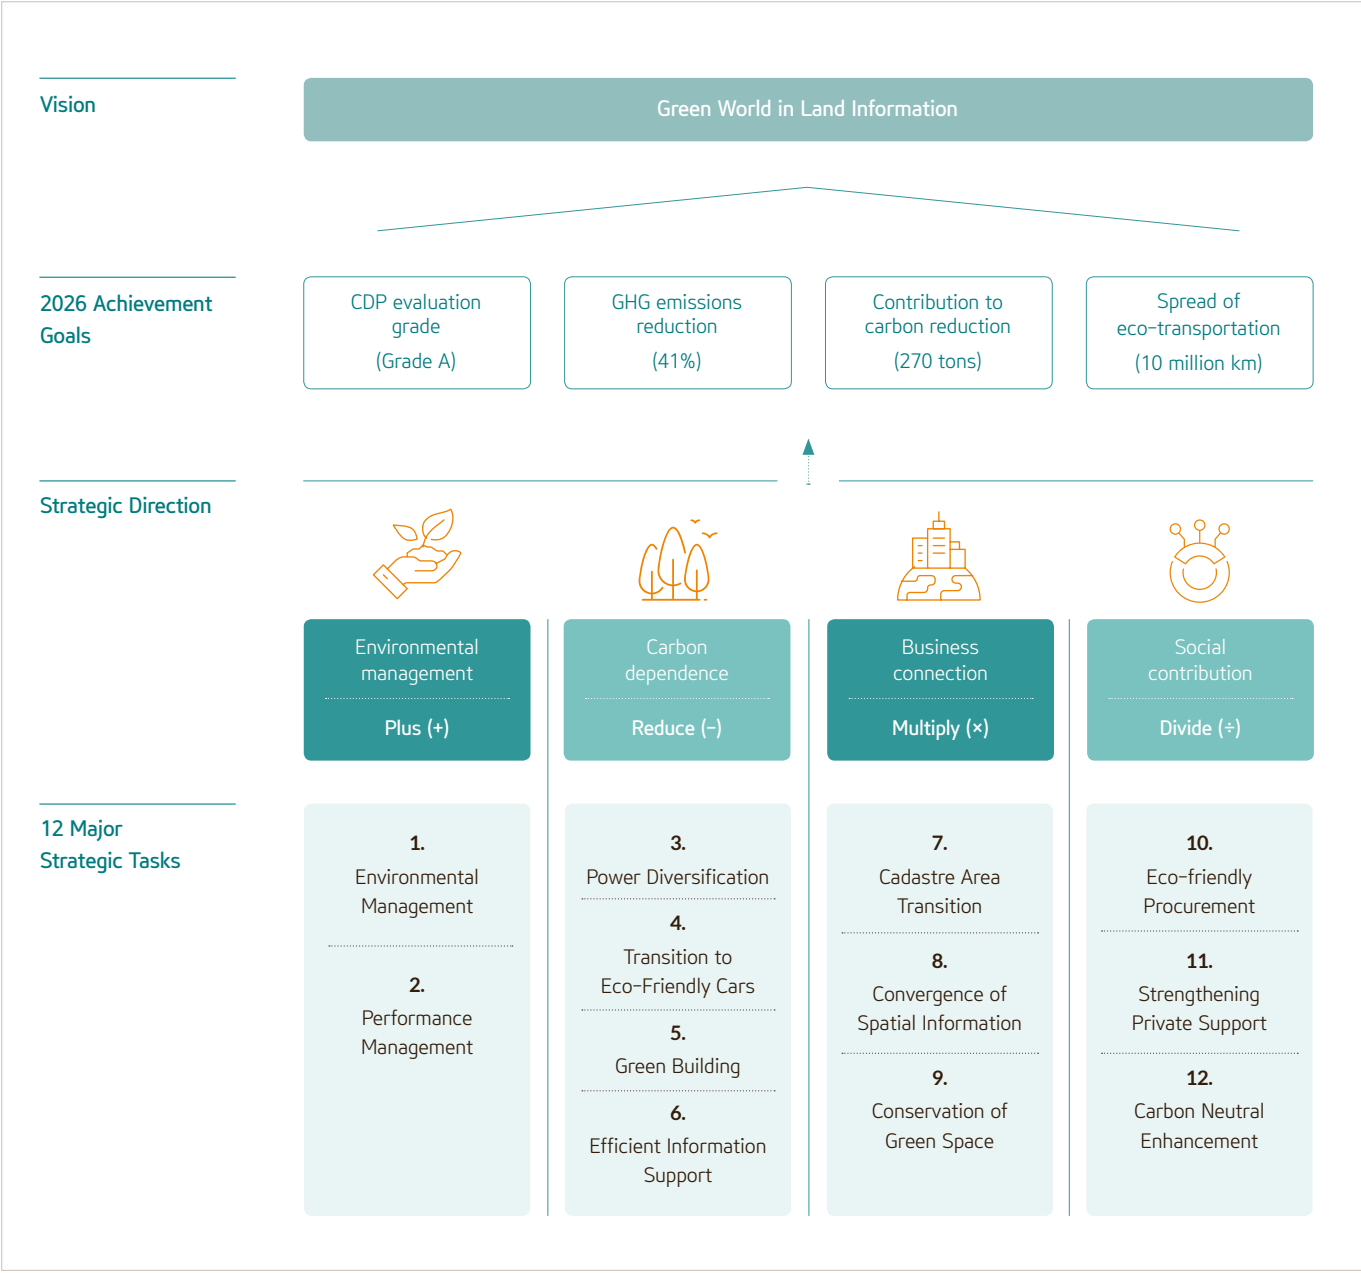 Vision
Green World in Land Information
2026 Achievement
Goals
CDP evaluation
grade
(Grade A)
GHG emissions
reduction
(41%)
Contribution to
carbon reduction
(270 tons)
Spread of
eco-transportation
(10 million km)
Strategic Direction
Environmental
management
Plus (+)
Carbon
dependence
Reduce (−)
Business
connection
Multiply (×)
Social
contribution
Divide (÷)
12 Major
Strategic Tasks
1.
Environmental
Management
2.
Performance
Management
3.
Power Diversification
4.
Transition to
Eco-Friendly Cars
5.
Green Building
6.
Efficient Information
Support
7.
Cadastre Area
Transition
8.
Convergence of
Spatial Information
9.
Conservation of
Green Space
10.
Eco-friendly
Procurement
11.
Strengthening
Private Support
12.
Carbon Neutral
Enhancement